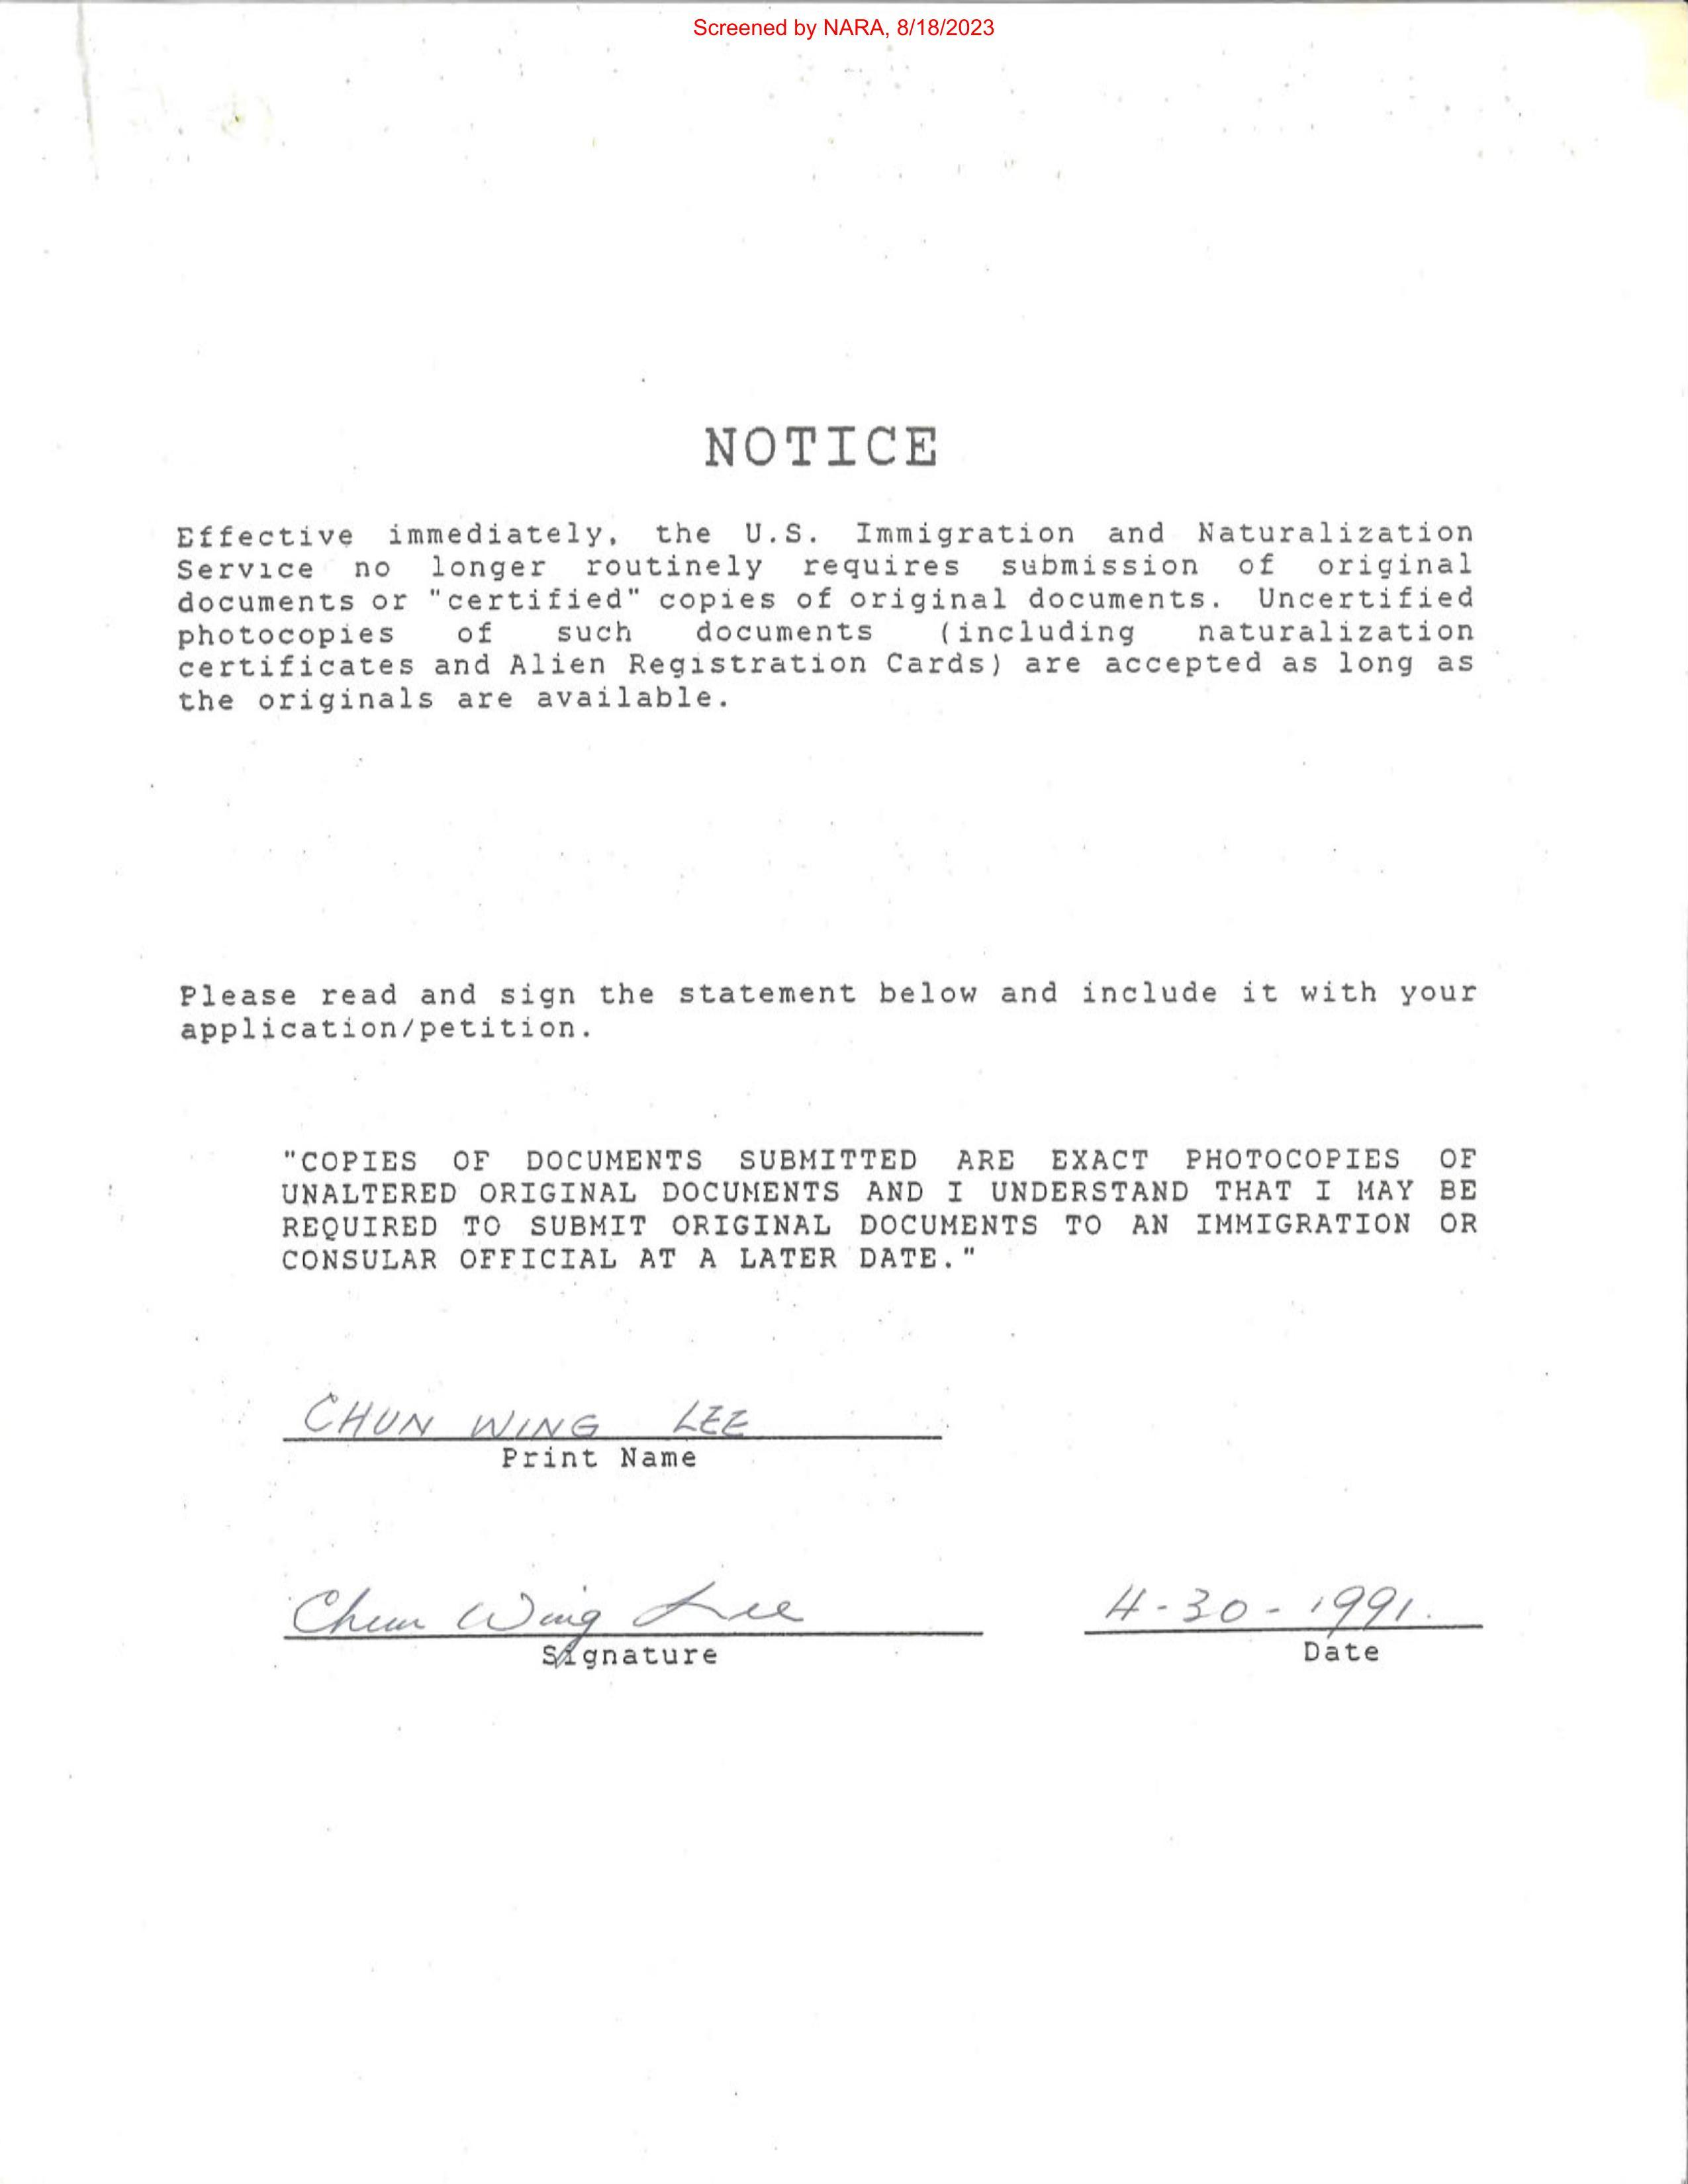 Screened by NARA, 8/18/2023
NOTICE
Effective immediately, the U.S. Immigration and Naturalization
Service no longer routinely requires submission of original
documents or "certified" copies of original documents. Uncertified
photocopies of such documents (including naturalization
certificates and Alien Registration Cards) are accepted as long as
the originals are available.
Please read and sign the statement below and include it with your
application/petition.
"COPIES OF DOCUMENTS SUBMITTED ARE EXACT PHOTOCOPIES OF
UNALTERED ORIGINAL DOCUMENTS AND I UNDERSTAND THAT I MAY BE
REQUIRED TO SUBMIT ORIGINAL DOCUMENTS TO AN IMMIGRATION OR
CONSULAR OFFICIAL AT A LATER DATE."
CHUN WING LEE
Print Name
Chun Wing Lee 4-30-1991.
Signature Date